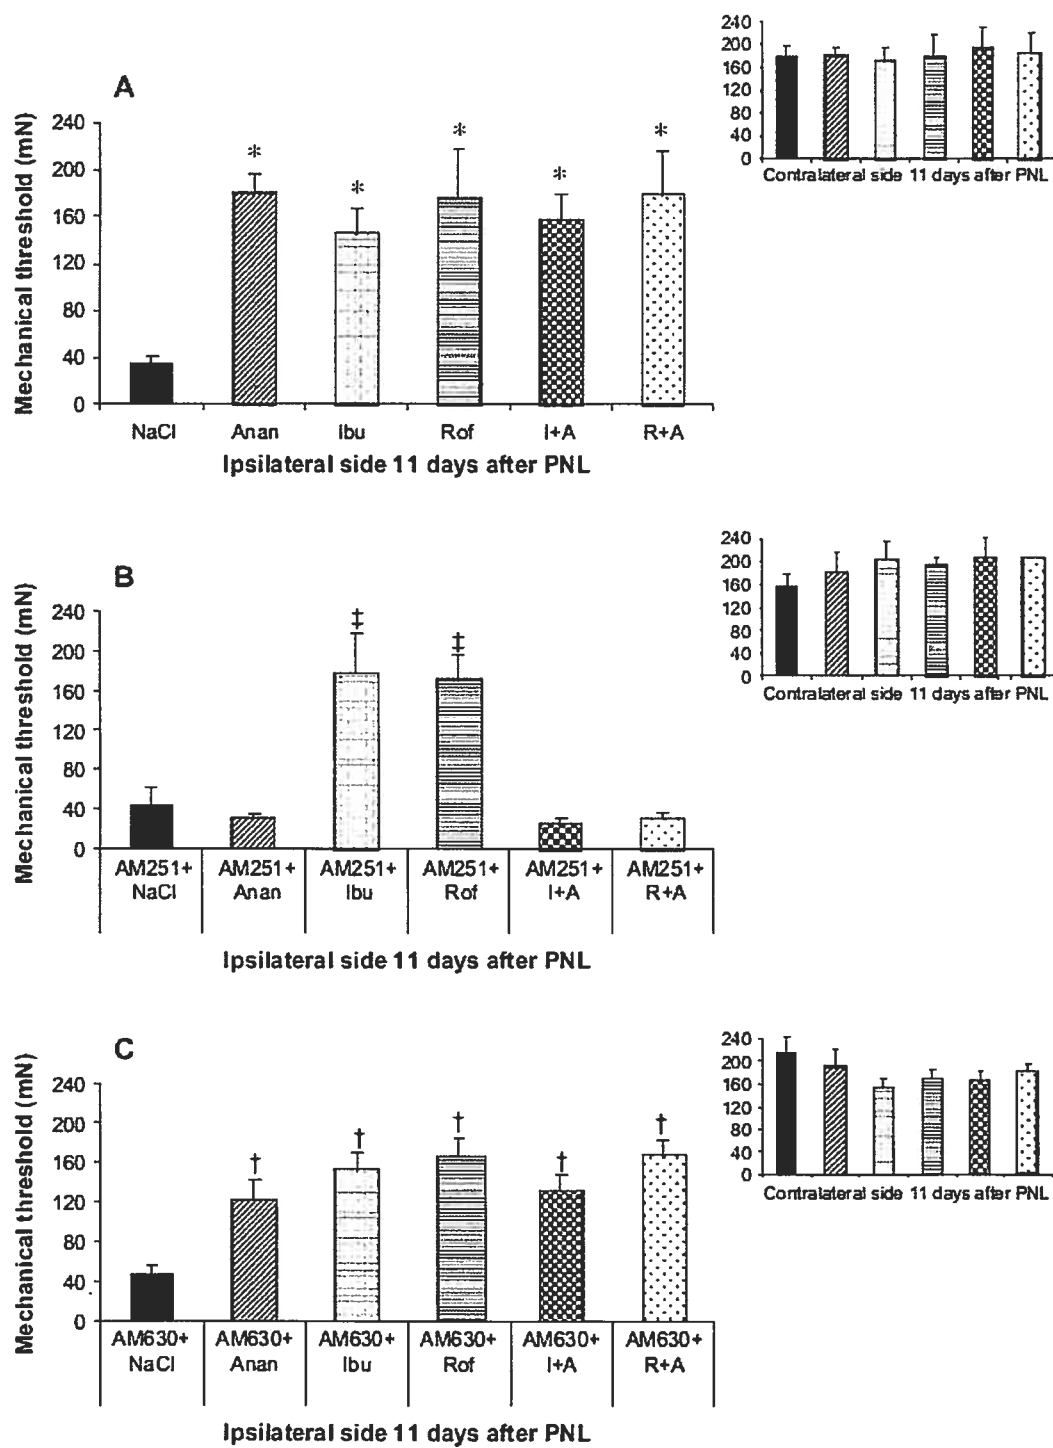 A
Mechanical threshold (mN)
240
200
160
120
80
40
0
* * * * *
NaCl Anan Ibu Rof I+A R+A
Ipsilateral side 11 days after PNL
240
200
160
120
80
40
0
Contralateral side 11 days after PNL
B
Mechanical threshold (mN)
240
200
160
120
80
40
0
‡ ‡
AM251+ AM251+ AM251+ AM251+ AM251+ AM251+
NaCl Anan Ibu Rof I+A R+A
Ipsilateral side 11 days after PNL
240
200
160
120
80
40
0
Contralateral side 11 days after PNL
C
Mechanical threshold (mN)
240
200
160
120
80
40
0
† † † † †
AM630+ AM630+ AM630+ AM630+ AM630+ AM630+
NaCl Anan Ibu Rof I+A R+A
Ipsilateral side 11 days after PNL
240
200
160
120
80
40
0
Contralateral side 11 days after PNL